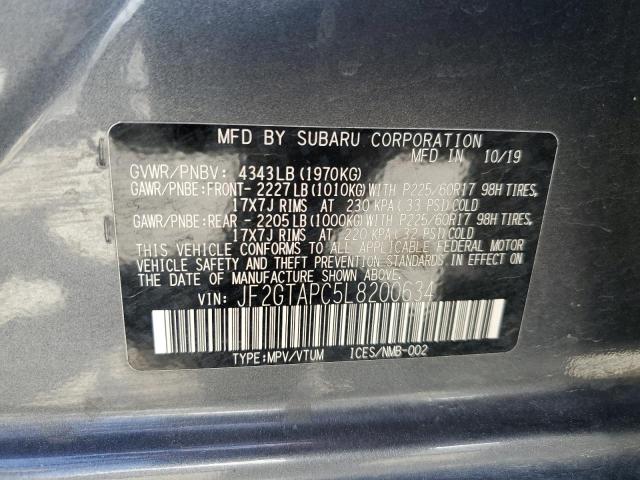 MFD BY SUBARU CORPORATION
MFD IN 10/19
GVWR/PNBV: 4343LB (1970KG)
GAWR/PNBE:FRONT- 2227LB (1010KG) WITH P225/60R17 98H TIRES,
17X7J RIMS AT 230 KPA (33 PSI) COLD
GAWR/PNBE:REAR - 2205LB (1000KG) WITH P225/60R17 98H TIRES,
17X7J RIMS AT 220 KPA (32 PSI) COLD
THIS VEHICLE CONFORMS TO ALL APPLICABLE FEDERAL MOTOR
VEHICLE SAFETY AND THEFT PREVENTION STANDARDS IN EFFECT ON
THE DATE OF MANUFACTURE SHOWN ABOVE.
VIN: JF2GTAPC5L8200634
TYPE:MPV/VTUM ICES/NMB-002